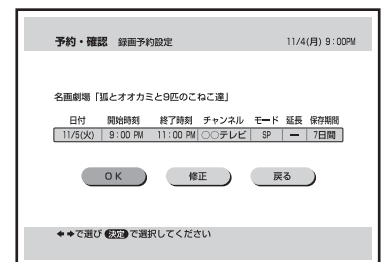 予約・確認 録画予約設定 11/4(月) 9:00PM
名画劇場「狐とオオカミと9匹のこねこ達」
日付 開始時刻 終了時刻 チャンネル モード 延長 保存期間
11/5(火) 9:00 PM 11:00 PM ○○テレビ SP ー 7日間
OK 修正 戻る
◆➔で選び 決定 で選択してください